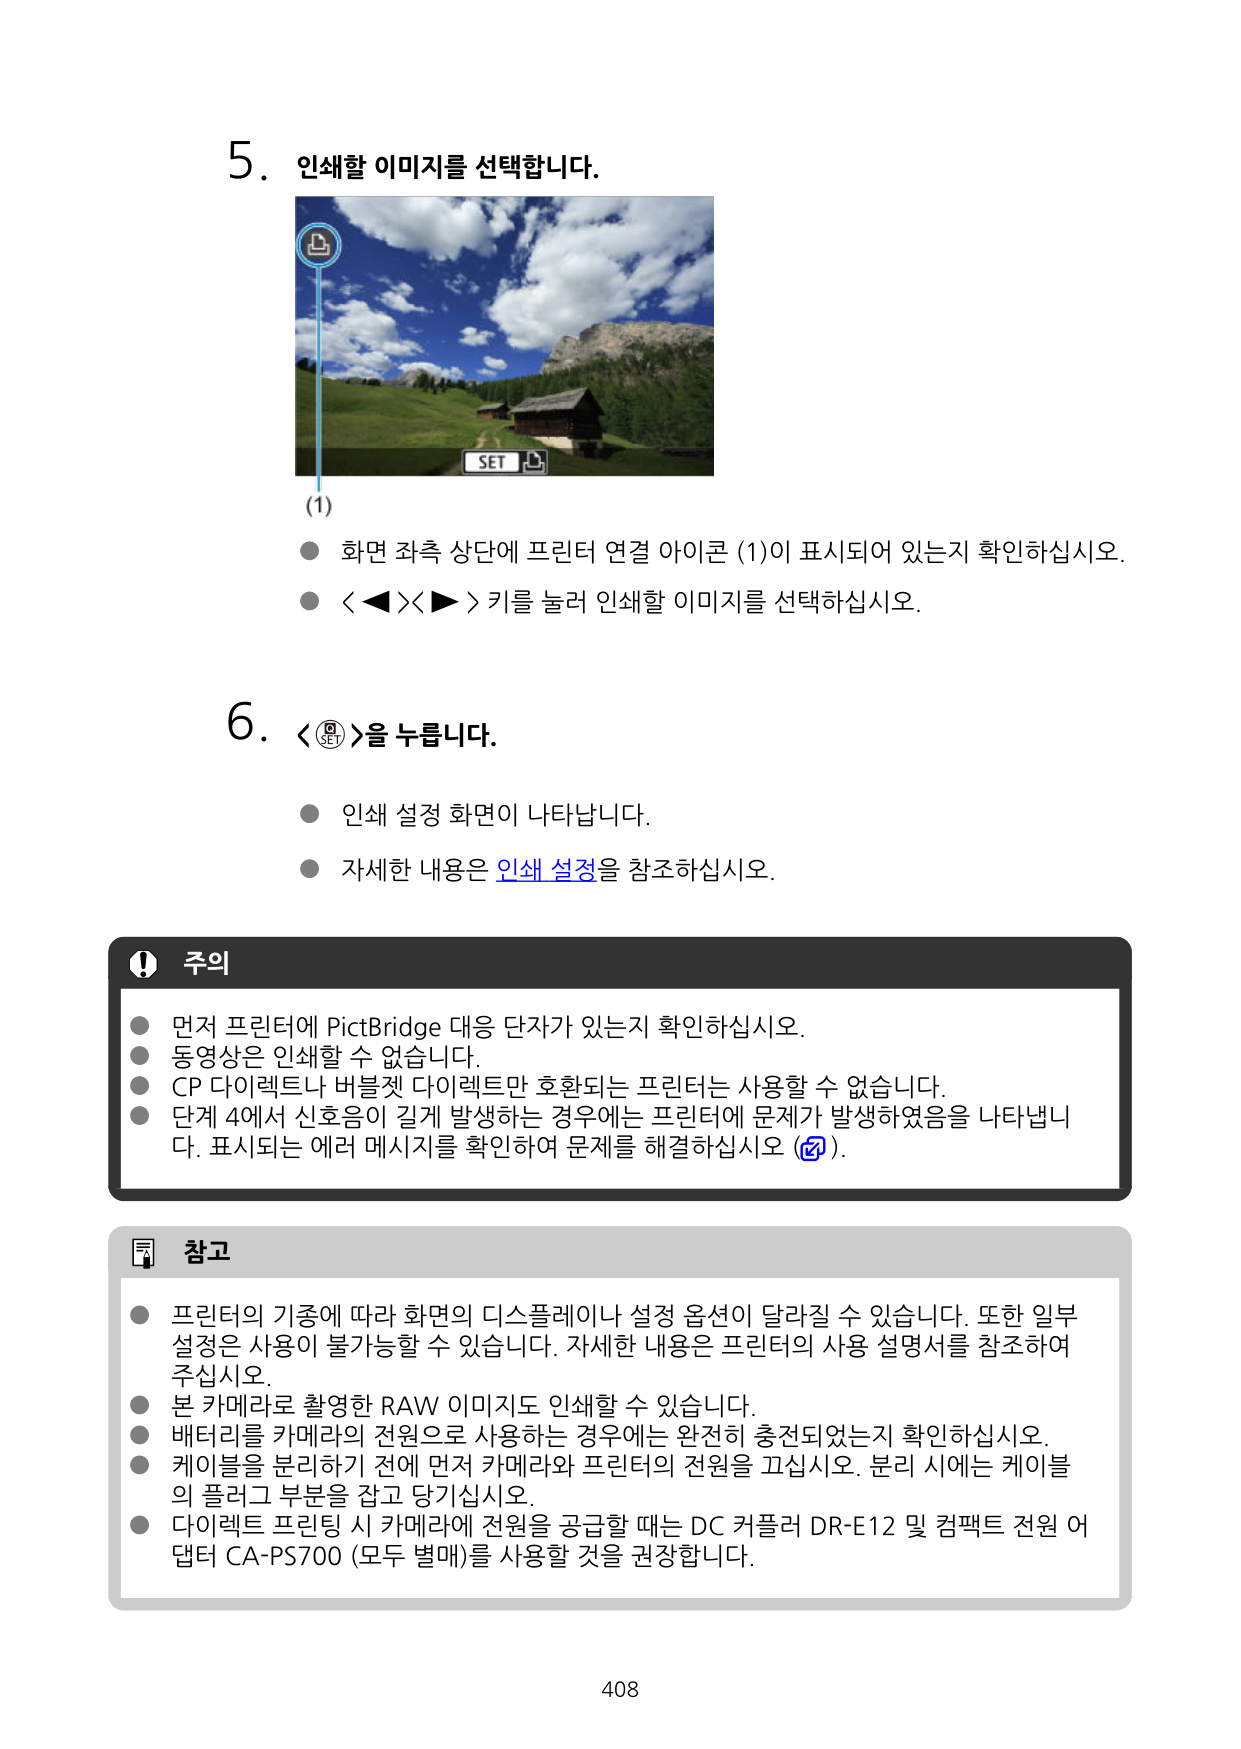 5. 인쇄할 이미지를 선택합니다.
SET
(1)
● 화면 좌측 상단에 프린터 연결 아이콘 (1)이 표시되어 있는지 확인하십시오.
● < ◀ >< ▶ > 키를 눌러 인쇄할 이미지를 선택하십시오.
6. < Q SET >을 누릅니다.
● 인쇄 설정 화면이 나타납니다.
● 자세한 내용은 인쇄 설정을 참조하십시오.
주의
● 먼저 프린터에 PictBridge 대응 단자가 있는지 확인하십시오.
● 동영상은 인쇄할 수 없습니다.
● CP 다이렉트나 버블젯 다이렉트만 호환되는 프린터는 사용할 수 없습니다.
● 단계 4에서 신호음이 길게 발생하는 경우에는 프린터에 문제가 발생하였음을 나타냅니
다. 표시되는 에러 메시지를 확인하여 문제를 해결하십시오 ( ).
참고
● 프린터의 기종에 따라 화면의 디스플레이나 설정 옵션이 달라질 수 있습니다. 또한 일부
설정은 사용이 불가능할 수 있습니다. 자세한 내용은 프린터의 사용 설명서를 참조하여
주십시오.
● 본 카메라로 촬영한 RAW 이미지도 인쇄할 수 있습니다.
● 배터리를 카메라의 전원으로 사용하는 경우에는 완전히 충전되었는지 확인하십시오.
● 케이블을 분리하기 전에 먼저 카메라와 프린터의 전원을 끄십시오. 분리 시에는 케이블
의 플러그 부분을 잡고 당기십시오.
● 다이렉트 프린팅 시 카메라에 전원을 공급할 때는 DC 커플러 DR-E12 및 컴팩트 전원 어
댑터 CA-PS700 (모두 별매)를 사용할 것을 권장합니다.
408